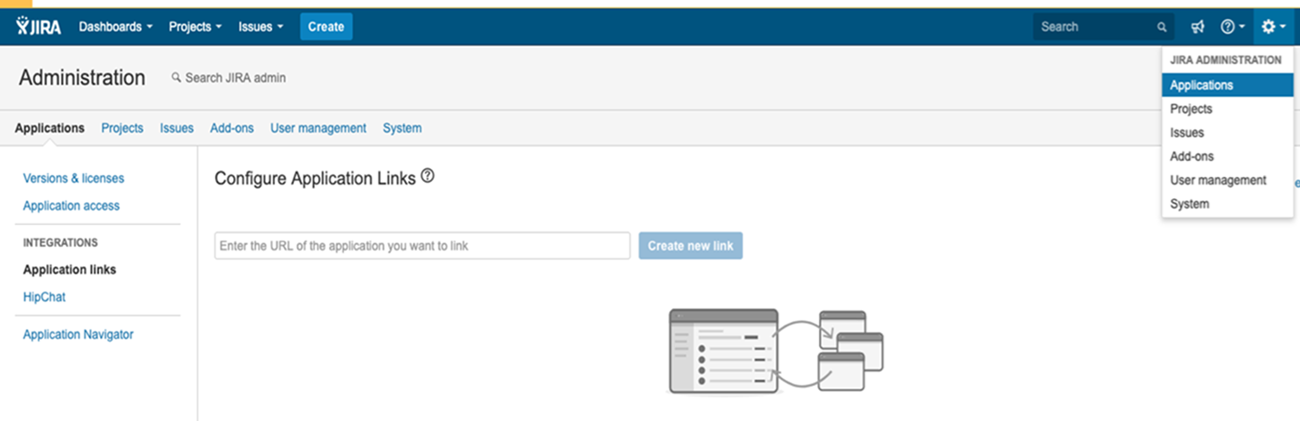 JIRA Dashboards Projects Issues Create Search
Administration Search JIRA admin
Applications Projects Issues Add-ons User management System
JIRA ADMINISTRATION
Applications
Projects
Issues
Add-ons
User management
System
Versions & licenses
Application access
INTEGRATIONS
Application links
HipChat
Application Navigator
Configure Application Links ?
Enter the URL of the application you want to link Create new link